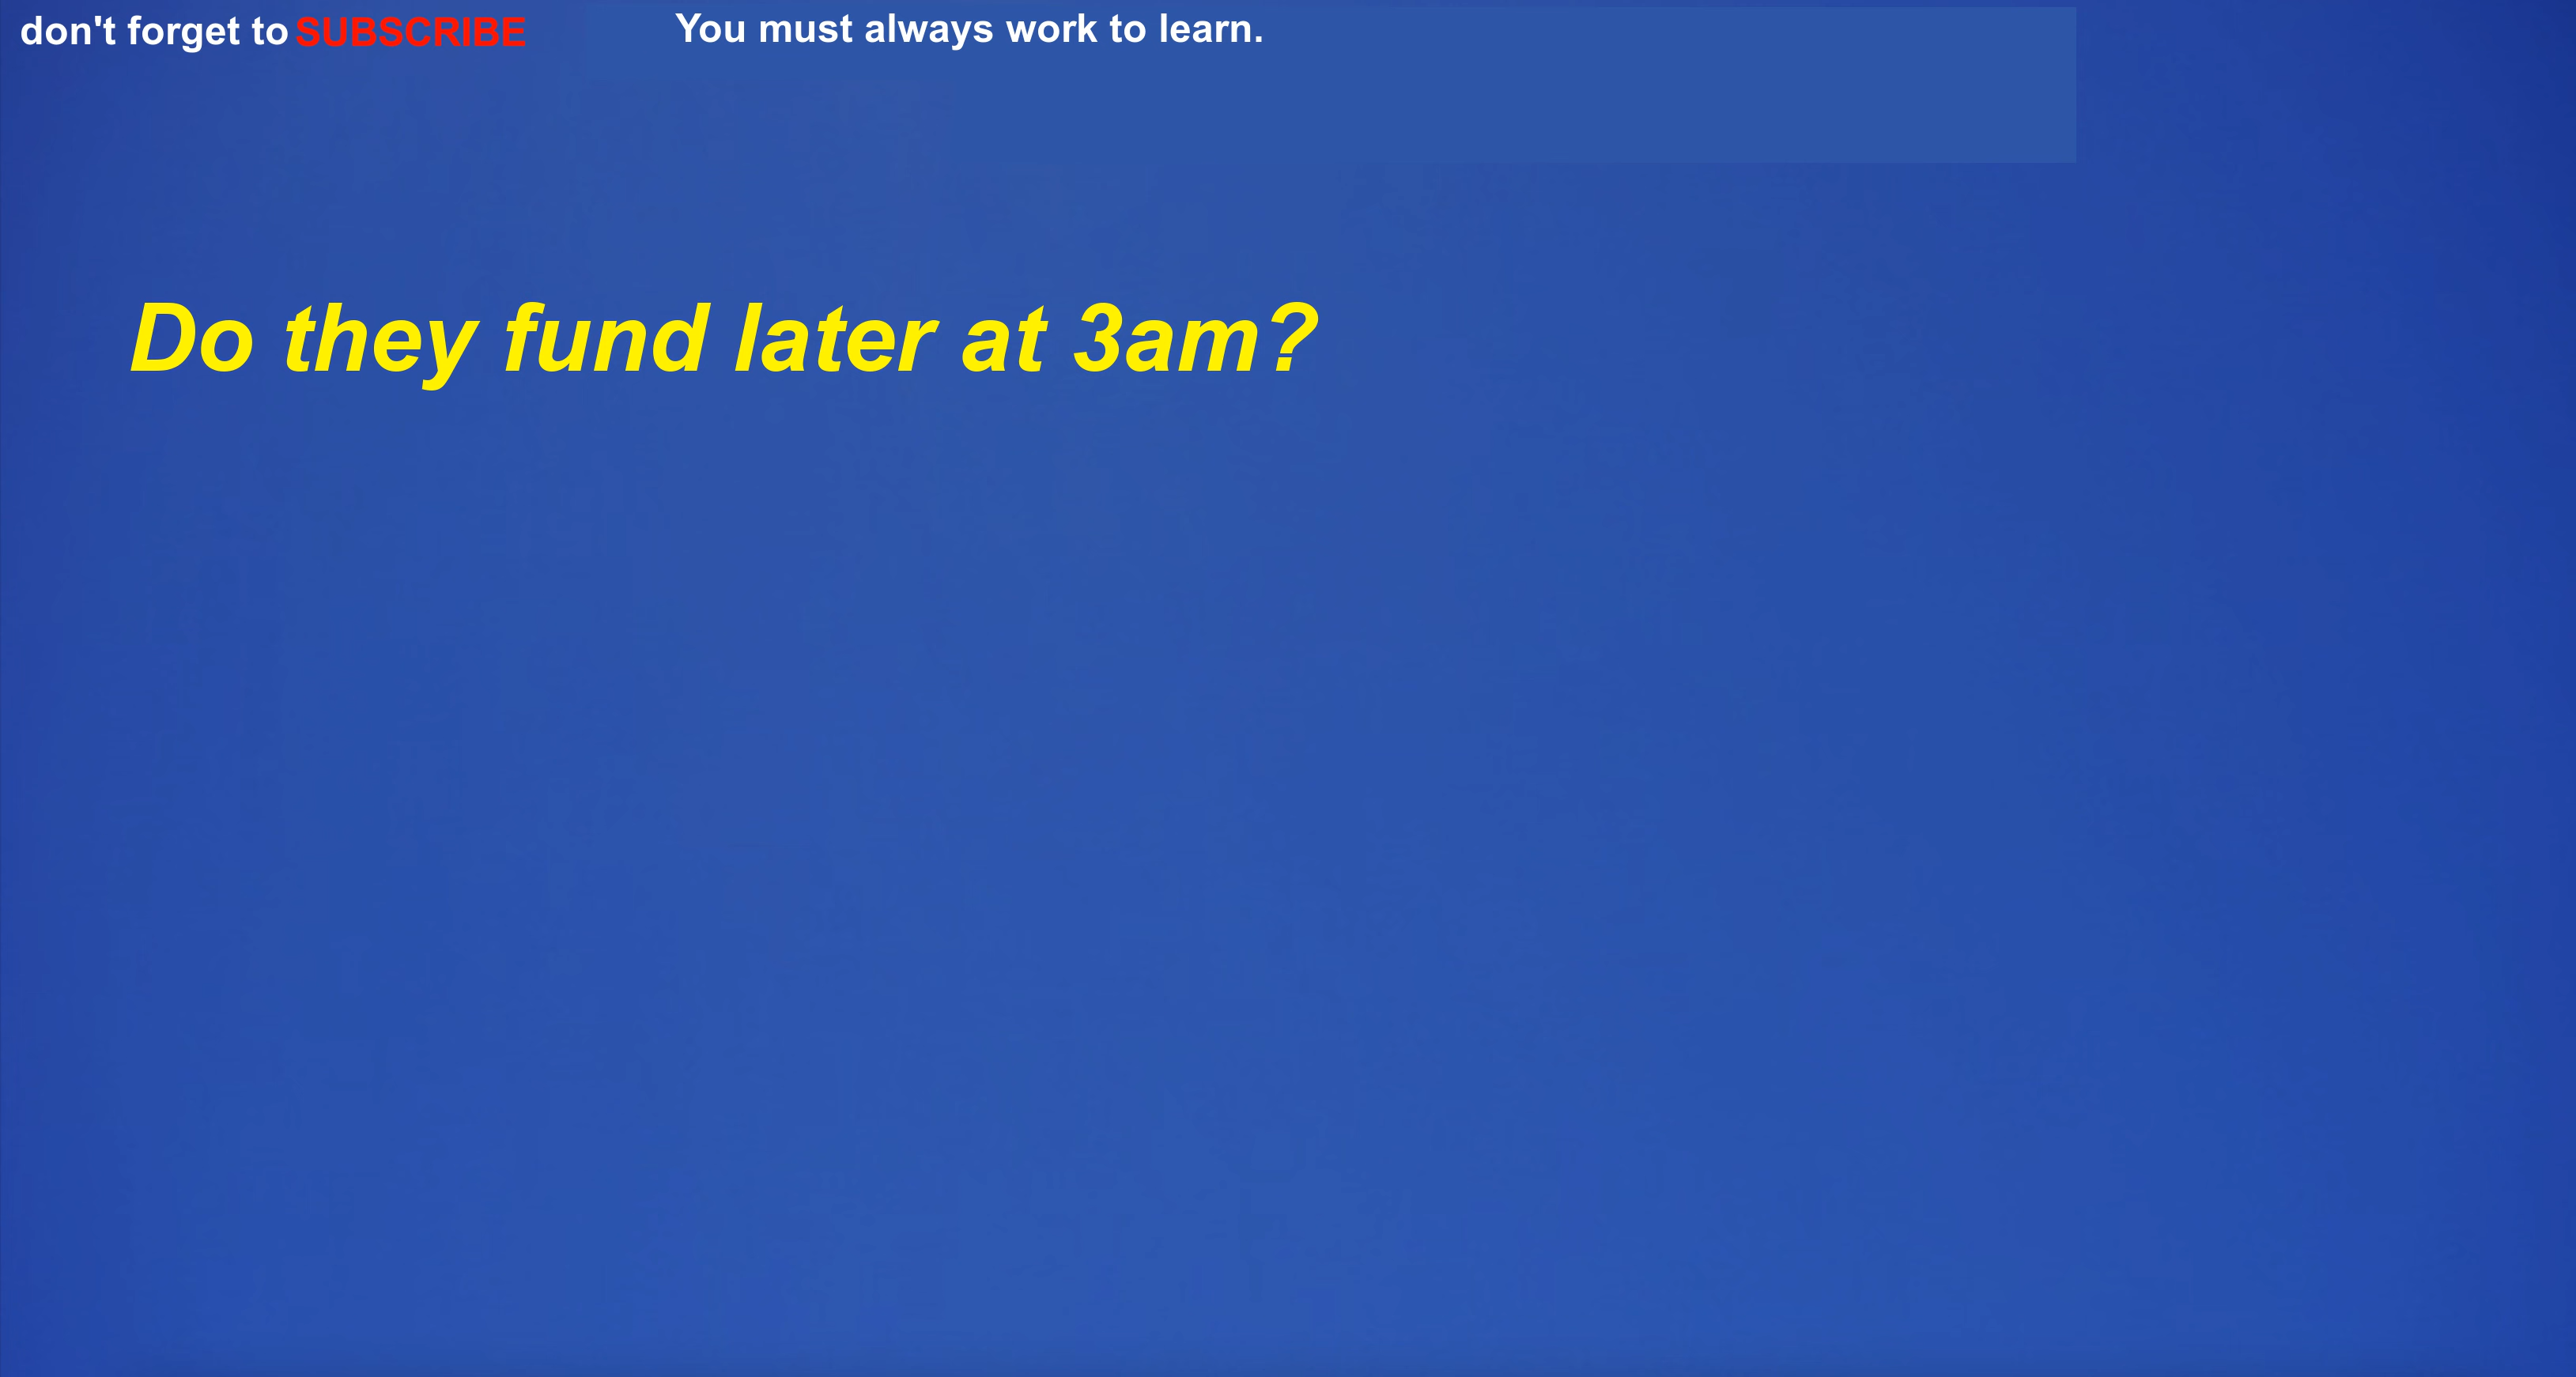 don't forget to SUBSCRIBE
You must always work to learn.
Do they fund later at 3am?